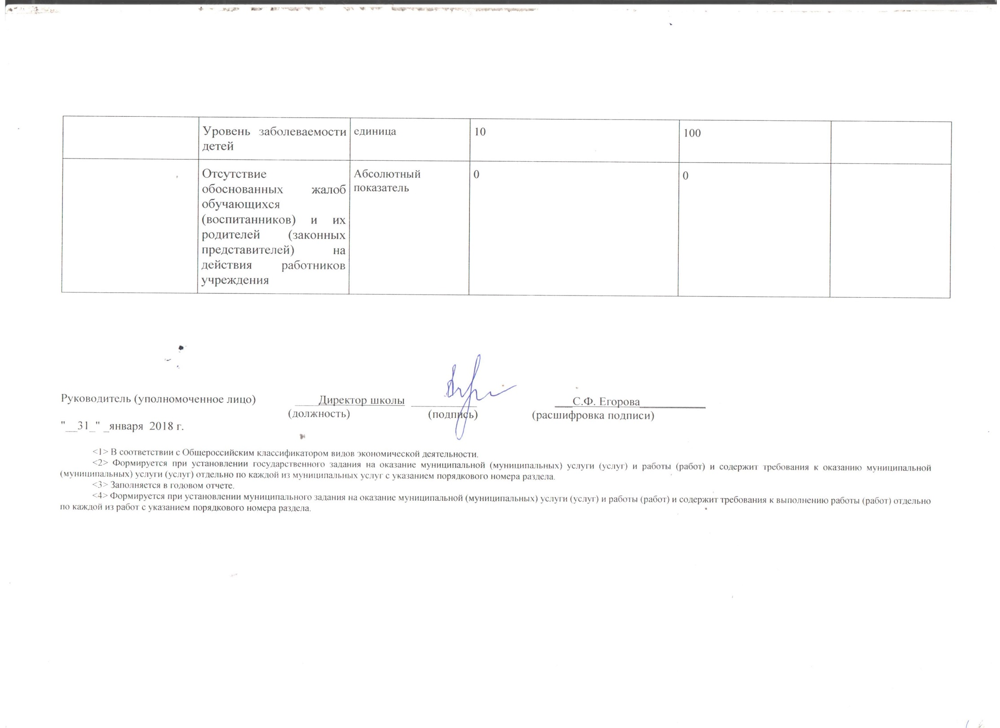 Уровень заболеваемости детей единица 10 100
Отсутствие Абсолютный 0 0
обоснованных жалоб показатель
обучающихся
(воспитанников) и их
родителей (законных
представителей) на
действия работников
учреждения
Руководитель (уполномоченное лицо) ____Директор школы ___________ ___С.Ф. Егорова___________
(должность) (подпись) (расшифровка подписи)
"__31_" _января 2018 г.
<1> В соответствии с Общероссийским классификатором видов экономической деятельности.
<2> Формируется при установлении государственного задания на оказание муниципальной (муниципальных) услуги (услуг) и работы (работ) и содержит требования к оказанию муниципальной
(муниципальных) услуги (услуг) отдельно по каждой из муниципальных услуг с указанием порядкового номера раздела.
<3> Заполняется в годовом отчете.
<4> Формируется при установлении муниципального задания на оказание муниципальной (муниципальных) услуги (услуг) и работы (работ) и содержит требования к выполнению работы (работ) отдельно
по каждой из работ с указанием порядкового номера раздела.